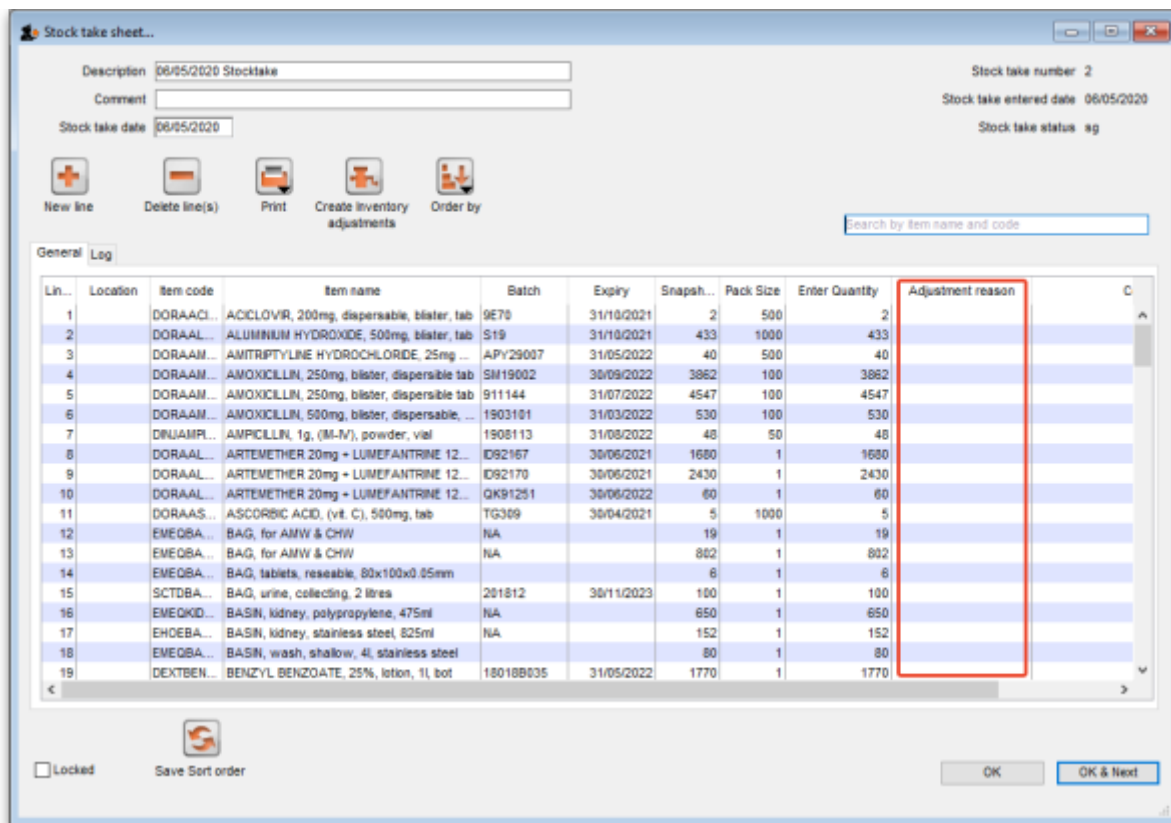 Stock take sheet...
Description 06/05/2020 Stocktake
Stock take number 2
Comment
Stock take entered date 06/05/2020
Stock take date 06/05/2020
Stock take status sg
New line Delete line(s) Print Create Inventory adjustments Order by
Search by item name and code
General Log
Lin... Location Item code Item name Batch Expiry Snapsh... Pack Size Enter Quantity Adjustment reason C
1 DORAACI... ACICLOVIR, 200mg, dispersable, blister, tab 9E70 31/10/2021 2 500 2
2 DORAAL... ALUMINIUM HYDROXIDE, 500mg, blister, tab S19 31/10/2021 433 1000 433
3 DORAAM... AMITRIPTYLINE HYDROCHLORIDE, 25mg ... APY29007 31/05/2022 40 500 40
4 DORAAM... AMOXICILLIN, 250mg, blister, dispersible tab SM19002 30/09/2022 3862 100 3862
5 DORAAM... AMOXICILLIN, 250mg, blister, dispersible tab 911144 31/07/2022 4547 100 4547
6 DORAAM... AMOXICILLIN, 500mg, blister, dispersable, ... 1903101 31/03/2022 530 100 530
7 DINJAMPI... AMPICILLIN, 1g, (IM-IV), powder, vial 1908113 31/08/2022 48 50 48
8 DORAAL... ARTEMETHER 20mg + LUMEFANTRINE 12... ID92167 30/06/2021 1680 1 1680
9 DORAAL... ARTEMETHER 20mg + LUMEFANTRINE 12... ID92170 30/06/2021 2430 1 2430
10 DORAAL... ARTEMETHER 20mg + LUMEFANTRINE 12... QK91251 30/06/2022 60 1 60
11 DORAAS... ASCORBIC ACID, (vit. C), 500mg, tab TG309 30/04/2021 5 1000 5
12 EMEQBA... BAG, for AMW & CHW NA 19 1 19
13 EMEQBA... BAG, for AMW & CHW NA 802 1 802
14 EMEQBA... BAG, tablets, reseable, 80x100x0.05mm 6 1 6
15 SCTDBA... BAG, urine, collecting, 2 litres 201812 30/11/2023 100 1 100
16 EMEQKID... BASIN, kidney, polypropylene, 475ml NA 650 1 650
17 EHOEBA... BASIN, kidney, stainless steel, 825ml NA 152 1 152
18 EMEQBA... BASIN, wash, shallow, 4l, stainless steel 80 1 80
19 DEXTBEN... BENZYL BENZOATE, 25%, lotion, 1l, bot 18018B035 31/05/2022 1770 1 1770
Locked Save Sort order OK OK & Next